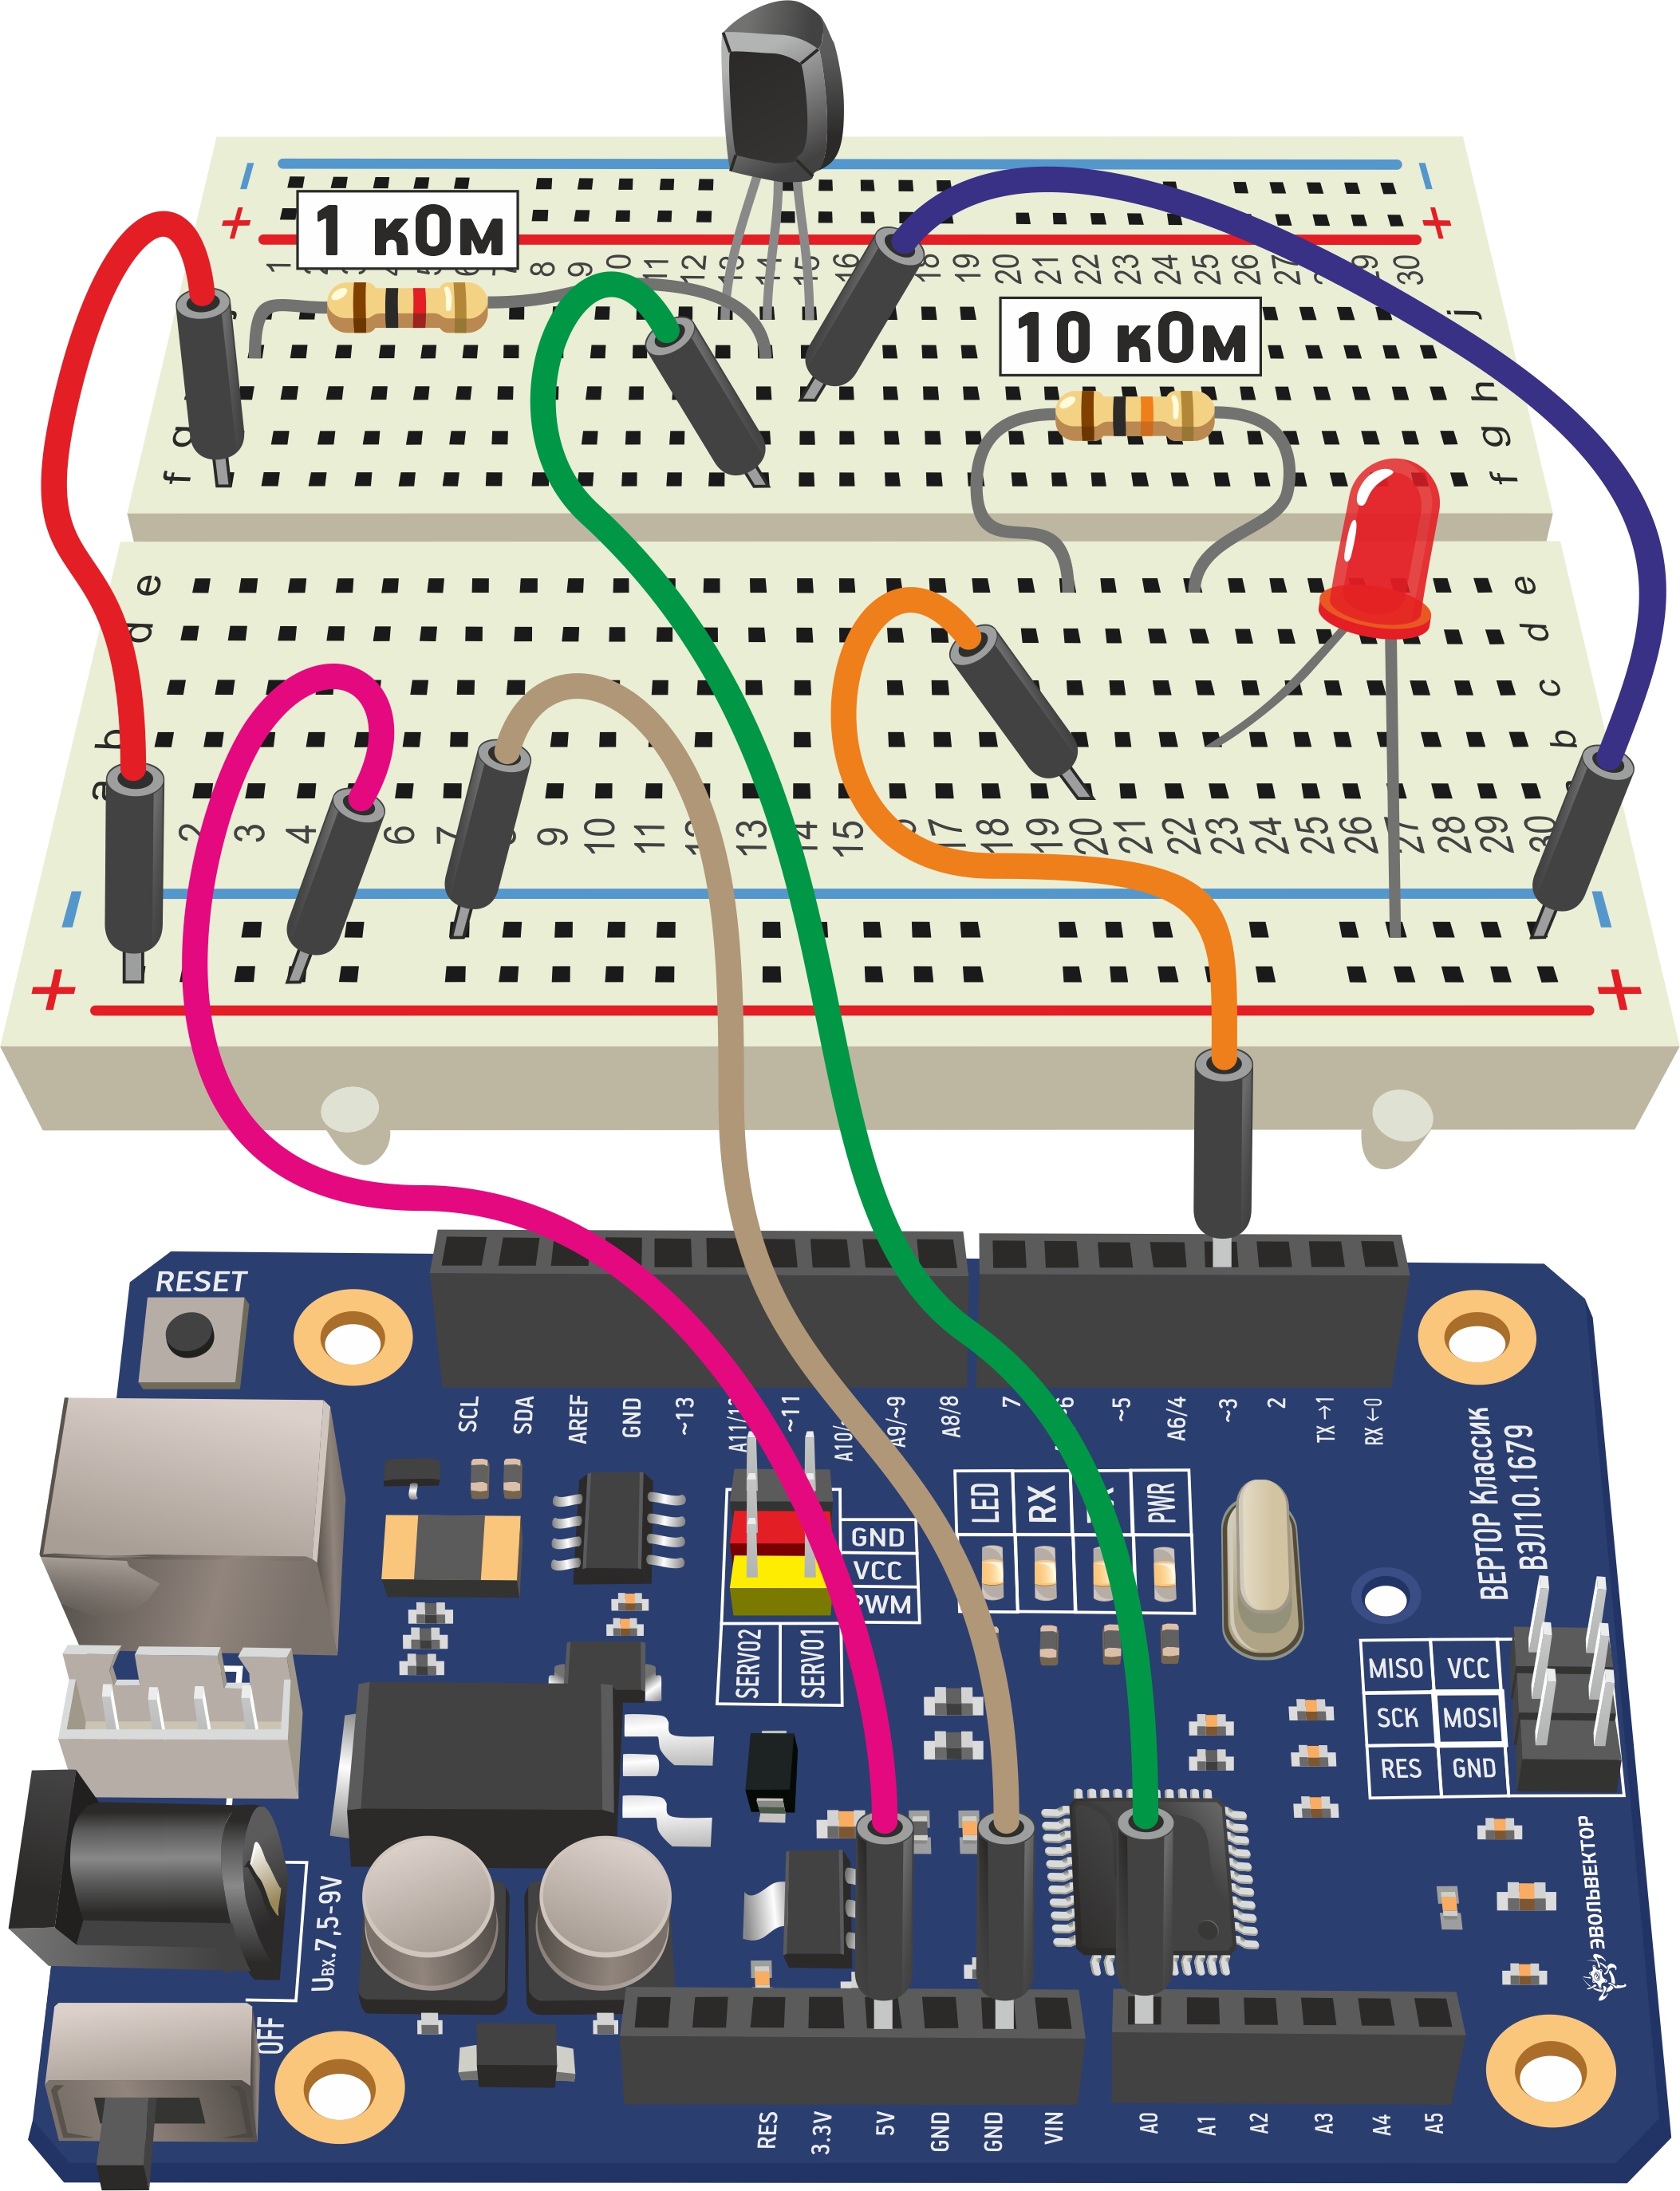 − −
+ +
1 кОм
1 8 9 0 11 12 13 14 15 16 18 19 20 21 22 23 24 25 26 27 29 30
10 кОм
j
h
g g
f f
e e
d d
c
b b
a
2 3 4 6 7 8 9 10 11 12 13 14 15 17 18 19 20 21 22 23 24 25 26 27 28 29 30
− −
+ +
RESET
SCL SDA AREF GND ~13 ~11 A9/~9 A8/8 7 ~5 A6/4 ~3 2 TX→1 RX←0
ВЕРТОР Классик
ВЭЛ10.1679
LED RX PWR
GND
VCC
PWM
SERVO2 SERVO1
MISO VCC
SCK MOSI
RES GND
Uвх.7,5-9V
ЭВОЛЬВЕКТОР
OFF
RES 3.3V 5V GND GND VIN A0 A1 A2 A3 A4 A5